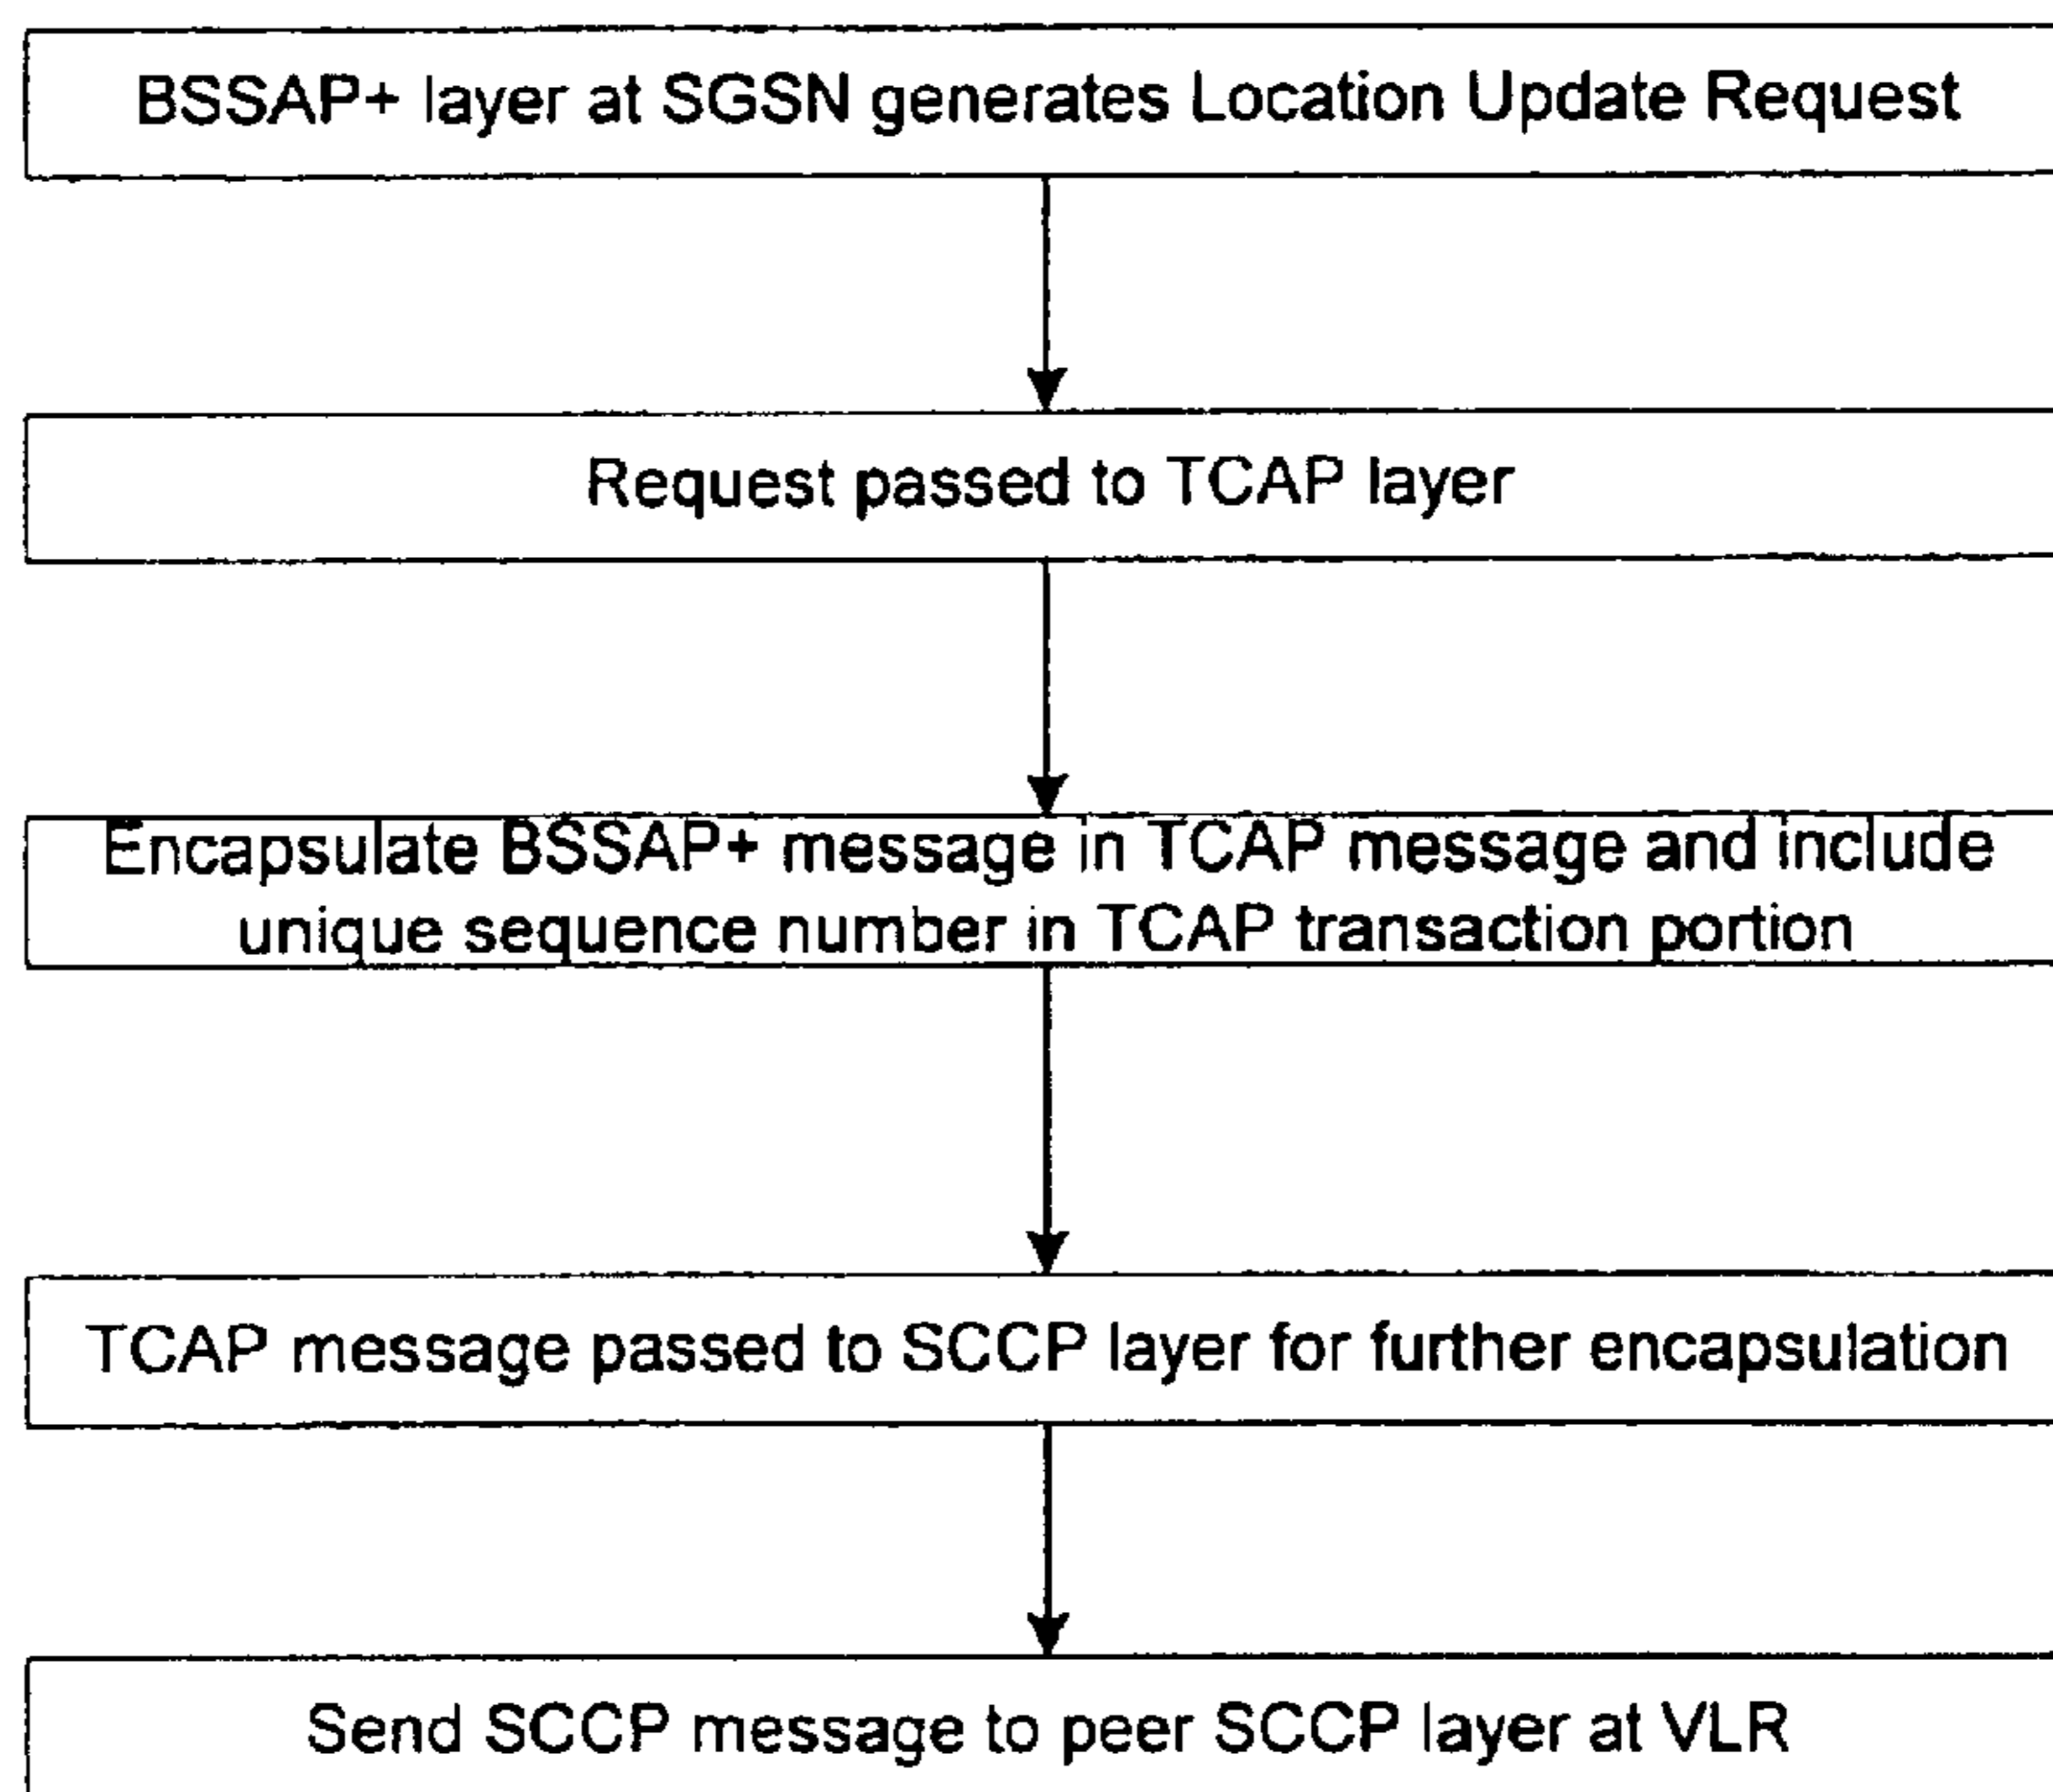 BSSAP+ layer at SGSN generates Location Update Request
Request passed to TCAP layer
Encapsulate BSSAP+ message in TCAP message and include
unique sequence number in TCAP transaction portion
TCAP message passed to SCCP layer for further encapsulation
Send SCCP message to peer SCCP layer at VLR